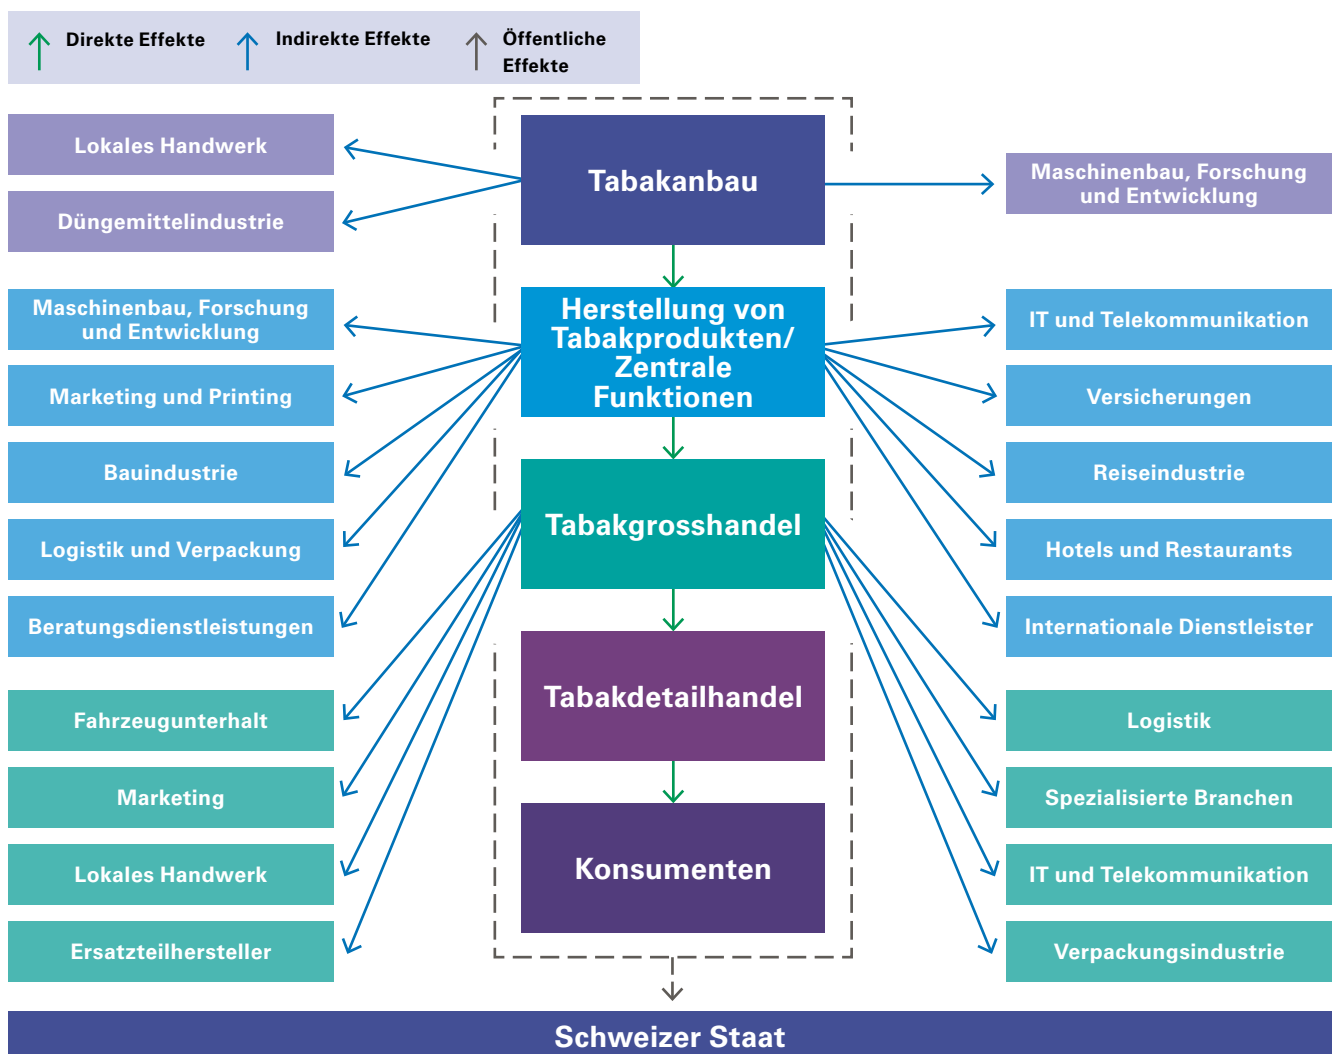 Direkte Effekte
Indirekte Effekte
Öffentliche
Effekte
Lokales Handwerk
Düngemittelindustrie
Tabakanbau
Maschinenbau, Forschung
und Entwicklung
Maschinenbau, Forschung
und Entwicklung
Marketing und Printing
Bauindustrie
Logistik und Verpackung
Beratungsdienstleistungen
Herstellung von
Tabakprodukten/
Zentrale
Funktionen
IT und Telekommunikation
Versicherungen
Reiseindustrie
Hotels und Restaurants
Internationale Dienstleister
Tabakgrosshandel
Fahrzeugunterhalt
Marketing
Lokales Handwerk
Ersatzteilhersteller
Tabakdetailhandel
Konsumenten
Logistik
Spezialisierte Branchen
IT und Telekommunikation
Verpackungsindustrie
Schweizer Staat